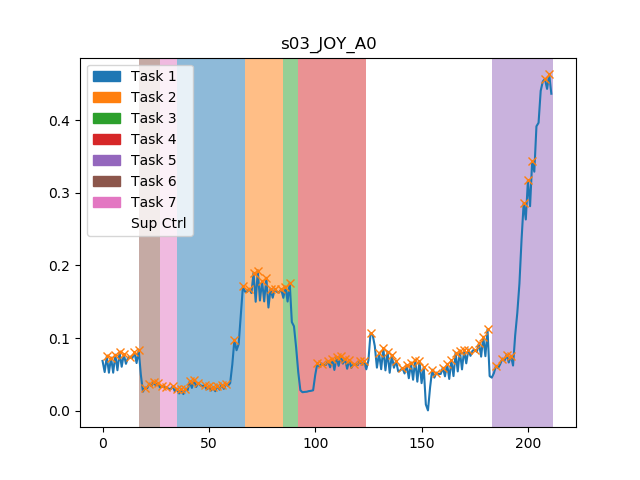 s03_JOY_A0
Task 1
Task 2
Task 3
Task 4
Task 5
Task 6
Task 7
Sup Ctrl
0.4
0.3
0.2
0.1
0.0
0 50 100 150 200